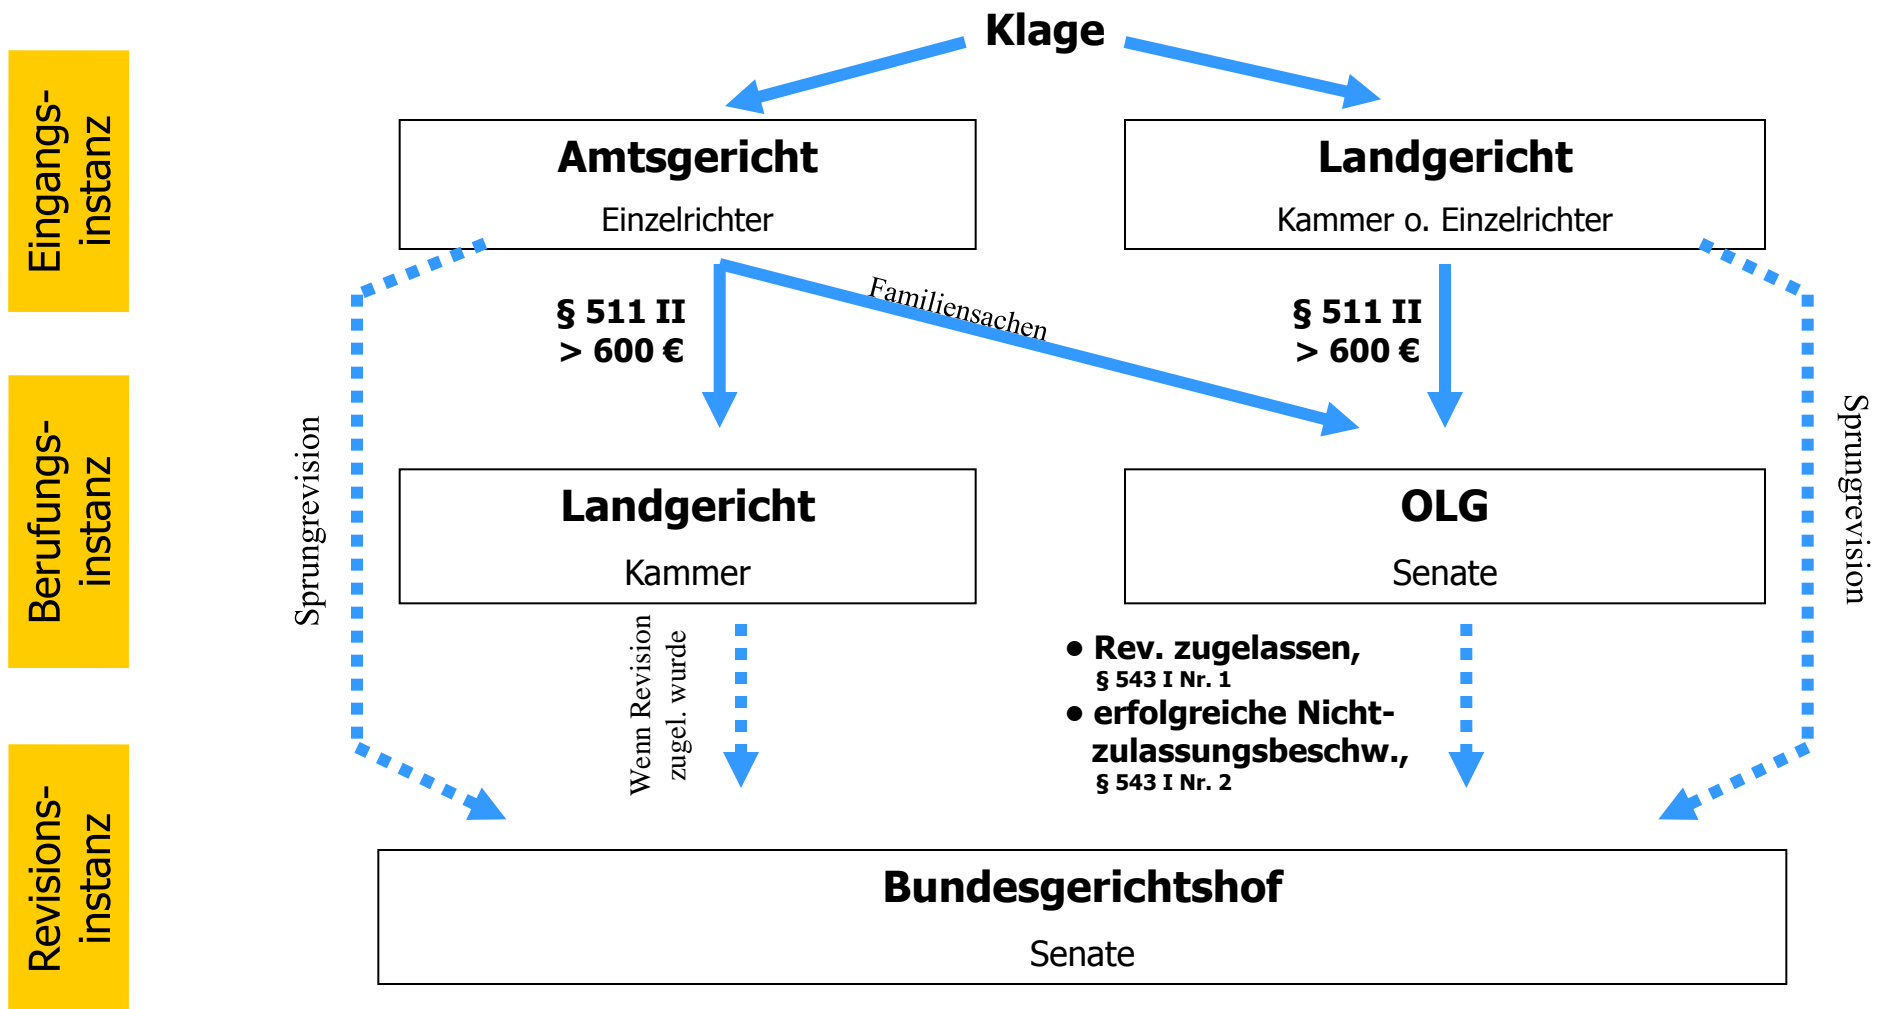 Klage
Eingangs-
instanz
Amtsgericht
Einzelrichter
Landgericht
Kammer o. Einzelrichter
§ 511 II
> 600 €
Familiensachen
§ 511 II
> 600 €
Sprungrevision
Sprungrevision
Berufungs-
instanz
Landgericht
Kammer
OLG
Senate
Wenn Revision
zugel. wurde
• Rev. zugelassen,
§ 543 I Nr. 1
• erfolgreiche Nicht-
zulassungsbeschw.,
§ 543 I Nr. 2
Revisions-
instanz
Bundesgerichtshof
Senate